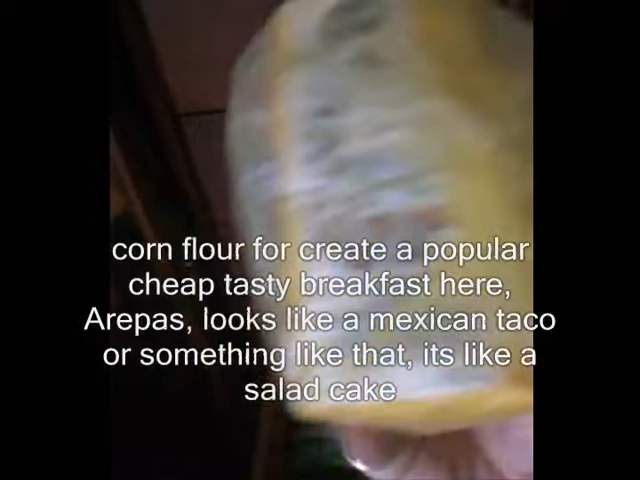 corn flour for create a popular
cheap tasty breakfast here,
Arepas, looks like a mexican taco
or something like that, its like a
salad cake